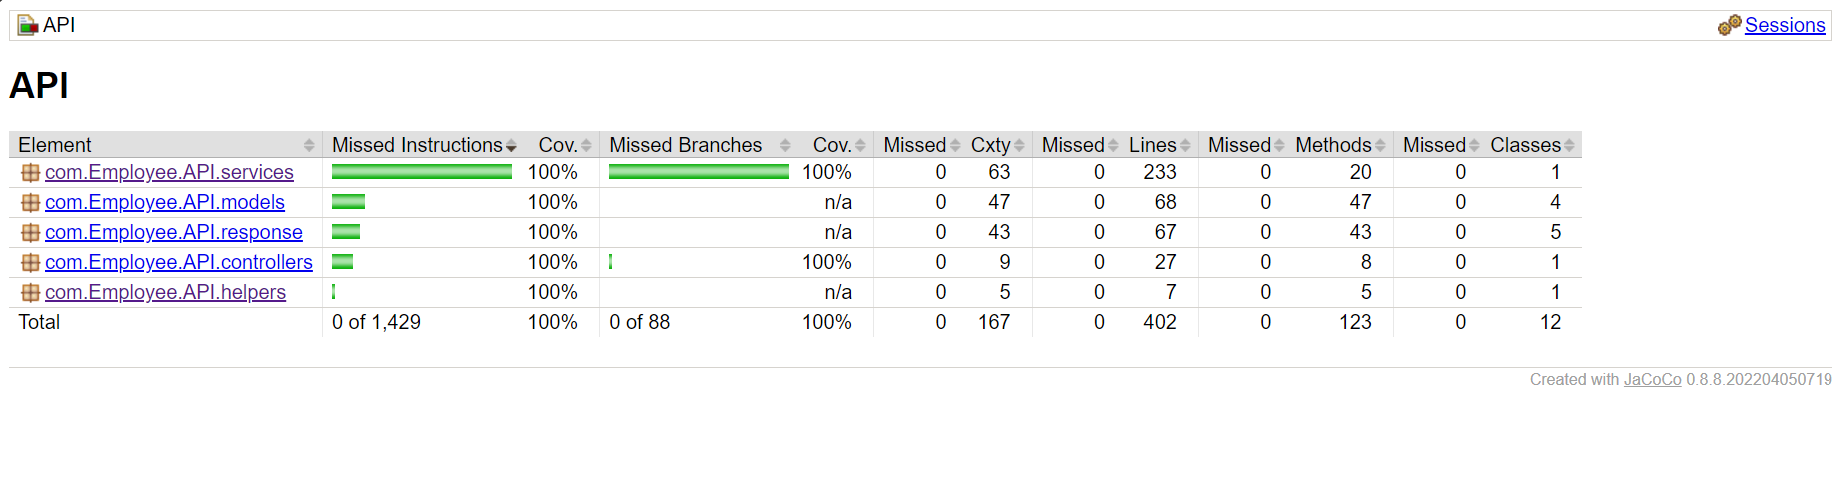 API Sessions
API
Element Missed Instructions Cov. Missed Branches Cov. Missed Cxty Missed Lines Missed Methods Missed Classes
com.Employee.API.services 100% 100% 0 63 0 233 0 20 0 1
com.Employee.API.models 100% n/a 0 47 0 68 0 47 0 4
com.Employee.API.response 100% n/a 0 43 0 67 0 43 0 5
com.Employee.API.controllers 100% 100% 0 9 0 27 0 8 0 1
com.Employee.API.helpers 100% n/a 0 5 0 7 0 5 0 1
Total 0 of 1,429 100% 0 of 88 100% 0 167 0 402 0 123 0 12
Created with JaCoCo 0.8.8.202204050719